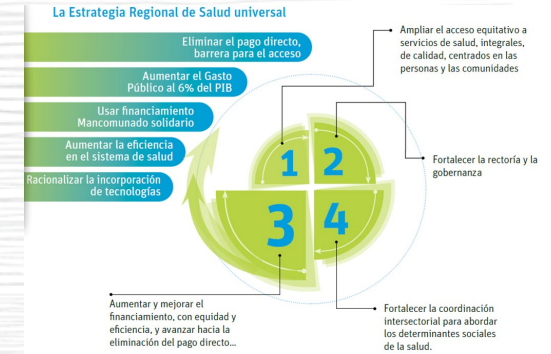 La Estrategia Regional de Salud universal
Eliminar el pago directo,
barrera para el acceso
Aumentar el Gasto
Público al 6% del PIB
Usar financiamiento
Mancomunado solidario
Aumentar la eficiencia
en el sistema de salud
Racionalizar la incorporación
de tecnologías
Ampliar el acceso equitativo a
servicios de salud, integrales,
de calidad, centrados en las
personas y las comunidades
1
2
Fortalecer la rectoría y la
gobernanza
3
4
Aumentar y mejorar el
financiamiento, con equidad y
eficiencia, y avanzar hacia la
eliminación del pago directo...
Fortalecer la coordinación
intersectorial para abordar
los determinantes sociales
de la salud.